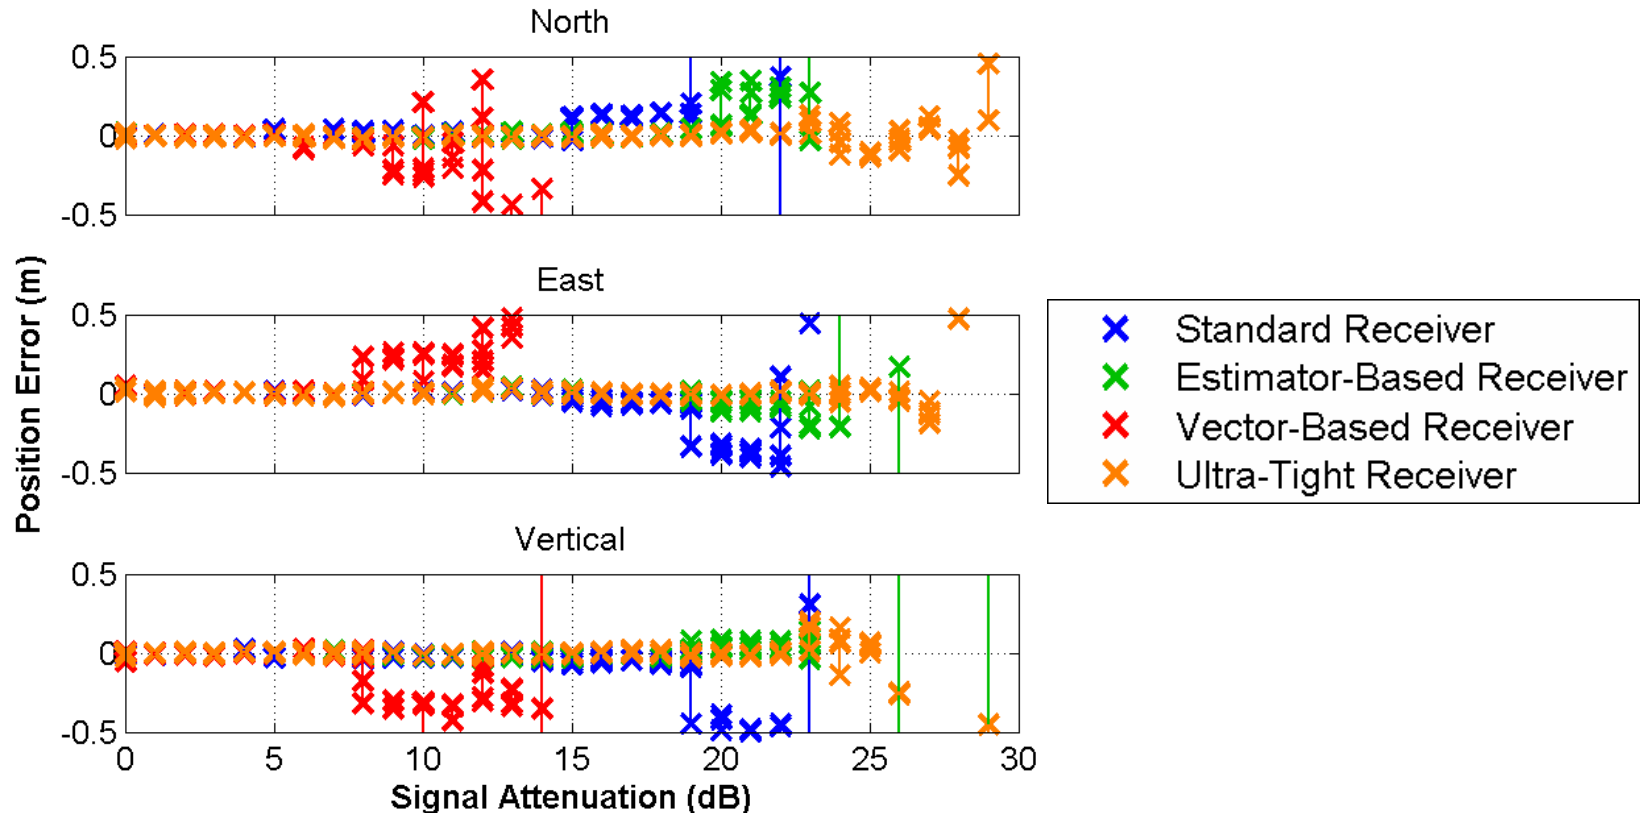 North
0.5
0
-0.5
East
0.5
0
-0.5
Vertical
0.5
0
-0.5
0 5 10 15 20 25 30
Signal Attenuation (dB)
Position Error (m)
Standard Receiver
Estimator-Based Receiver
Vector-Based Receiver
Ultra-Tight Receiver